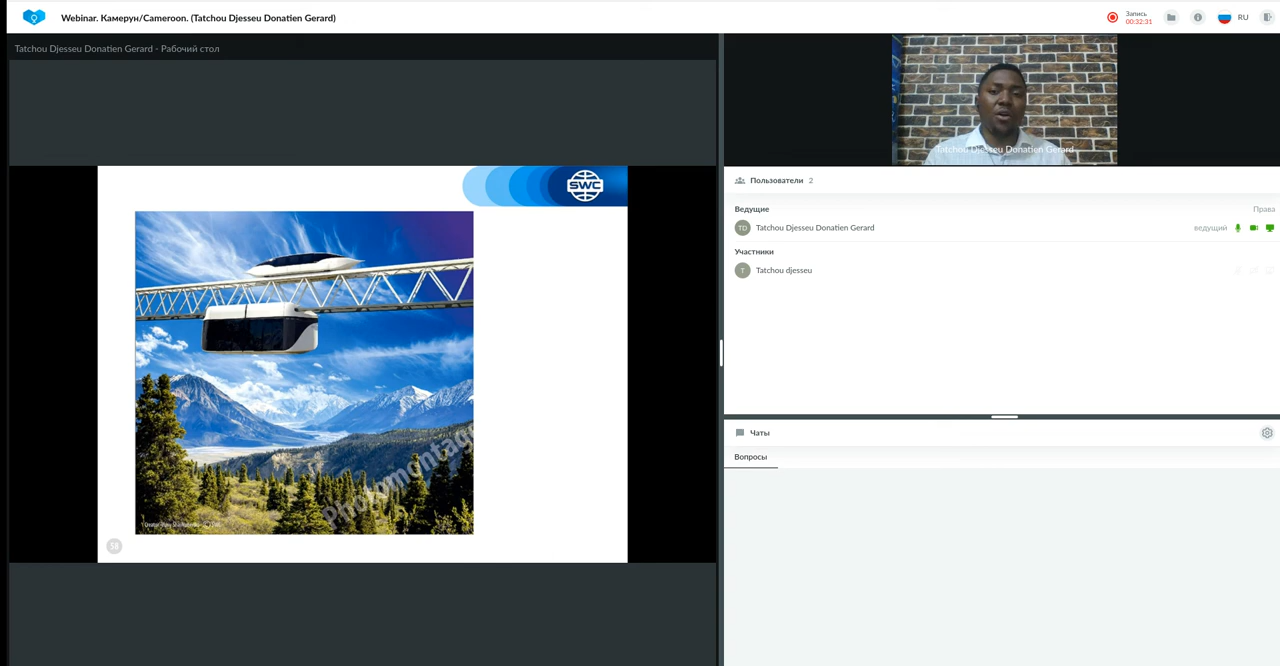 Webinar. Камерун/Cameroon. (Tatchou Djesseu Donatien Gerard)
Запись
00:32:31
RU
Tatchou Djesseu Donatien Gerard - Рабочий стол
Tatchou Djesseu Donatien Gerard
SWC
Photomontage
58
Пользователи 2
Ведущие Права
TD Tatchou Djesseu Donatien Gerard ведущий
Участники
T Tatchou djesseu
Чаты
Вопросы